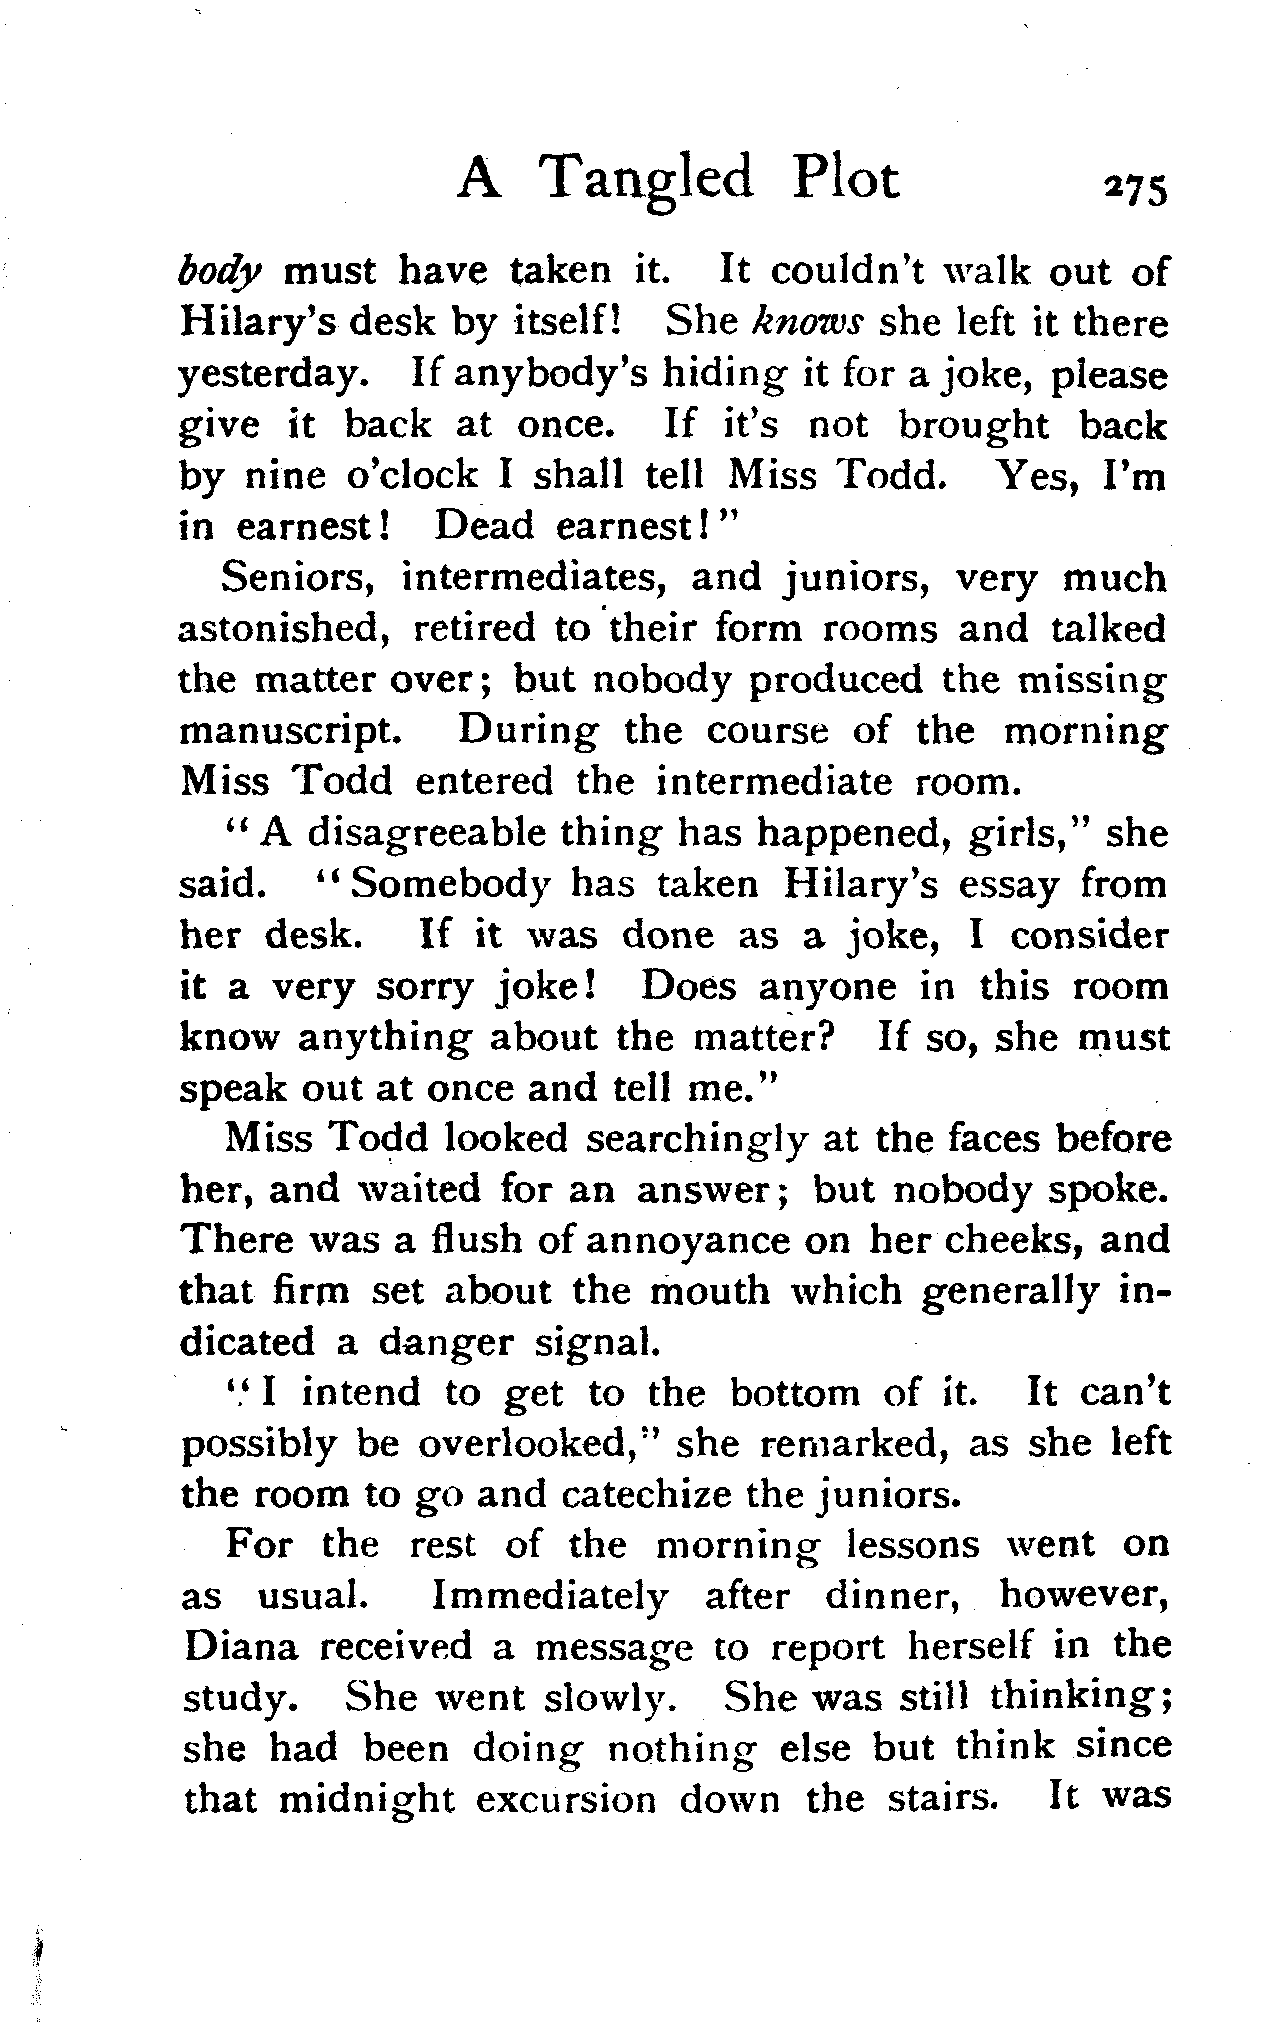 A Tangled Plot 275
body must have taken it. It couldn't walk out of
Hilary's desk by itself! She knows she left it there
yesterday. If anybody's hiding it for a joke, please
give it back at once. If it's not brought back
by nine o'clock I shall tell Miss Todd. Yes, I'm
in earnest! Dead earnest!"
Seniors, intermediates, and juniors, very much
astonished, retired to their form rooms and talked
the matter over; but nobody produced the missing
manuscript. During the course of the morning
Miss Todd entered the intermediate room.
"A disagreeable thing has happened, girls," she
said. "Somebody has taken Hilary's essay from
her desk. If it was done as a joke, I consider
it a very sorry joke! Does anyone in this room
know anything about the matter? If so, she must
speak out at once and tell me."
Miss Todd looked searchingly at the faces before
her, and waited for an answer; but nobody spoke.
There was a flush of annoyance on her cheeks, and
that firm set about the mouth which generally in-
dicated a danger signal.
"I intend to get to the bottom of it. It can't
possibly be overlooked," she remarked, as she left
the room to go and catechize the juniors.
For the rest of the morning lessons went on
as usual. Immediately after dinner, however,
Diana received a message to report herself in the
study. She went slowly. She was still thinking;
she had been doing nothing else but think since
that midnight excursion down the stairs. It was